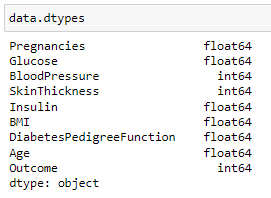 data.dtypes
Pregnancies float64
Glucose float64
BloodPressure int64
SkinThickness int64
Insulin float64
BMI float64
DiabetesPedigreeFunction float64
Age float64
Outcome int64
dtype: object